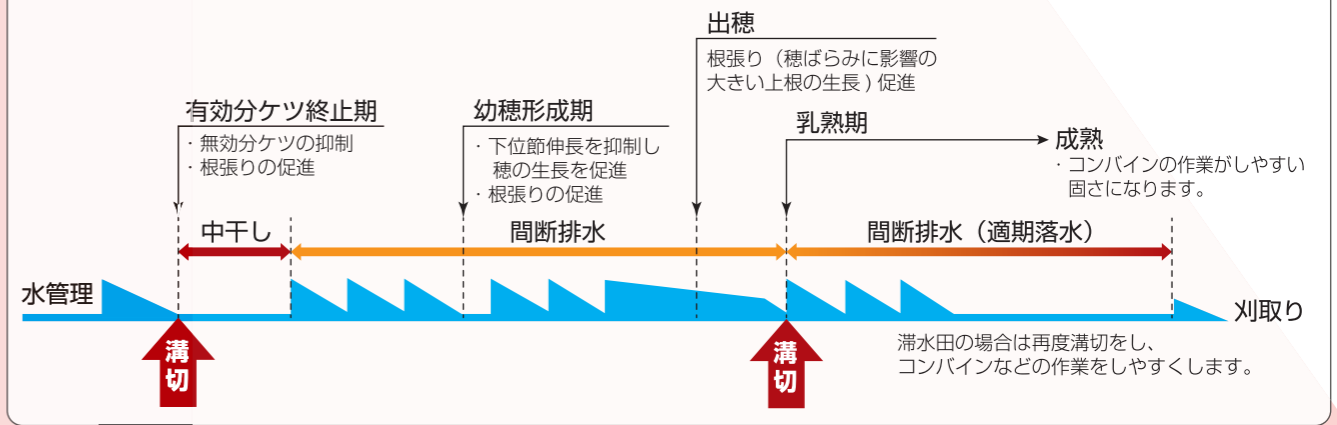 出穂
根張り（穂ばらみに影響の
大きい上根の生長）促進
有効分ケツ終止期
・無効分ケツの抑制
・根張りの促進
幼穂形成期
・下位節伸長を抑制し
穂の生長を促進
・根張りの促進
乳熟期
成熟
・コンバインの作業がしやすい
固さになります。
中干し
間断排水
間断排水（適期落水）
水管理
刈取り
溝切
溝切
滞水田の場合は再度溝切をし、
コンバインなどの作業をしやすくします。